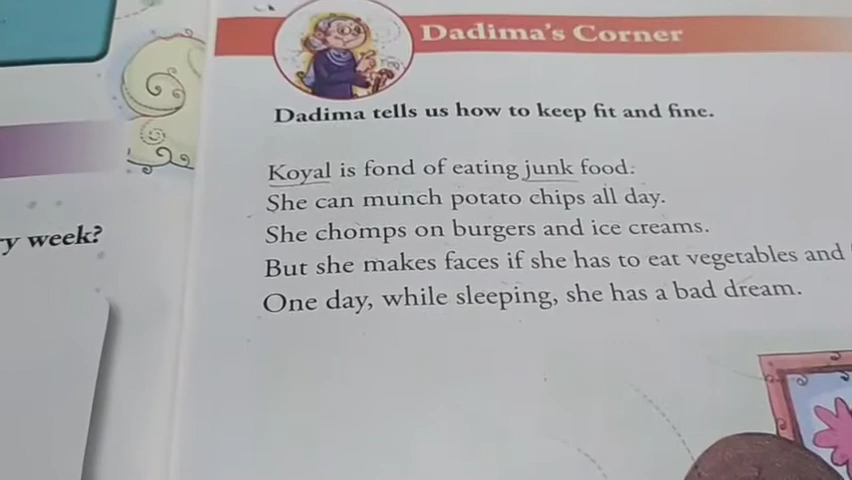 Dadima's Corner
Dadima tells us how to keep fit and fine.
Koyal is fond of eating junk food.
She can munch potato chips all day.
She chomps on burgers and ice creams.
y week?
But she makes faces if she has to eat vegetables and
One day, while sleeping, she has a bad dream.